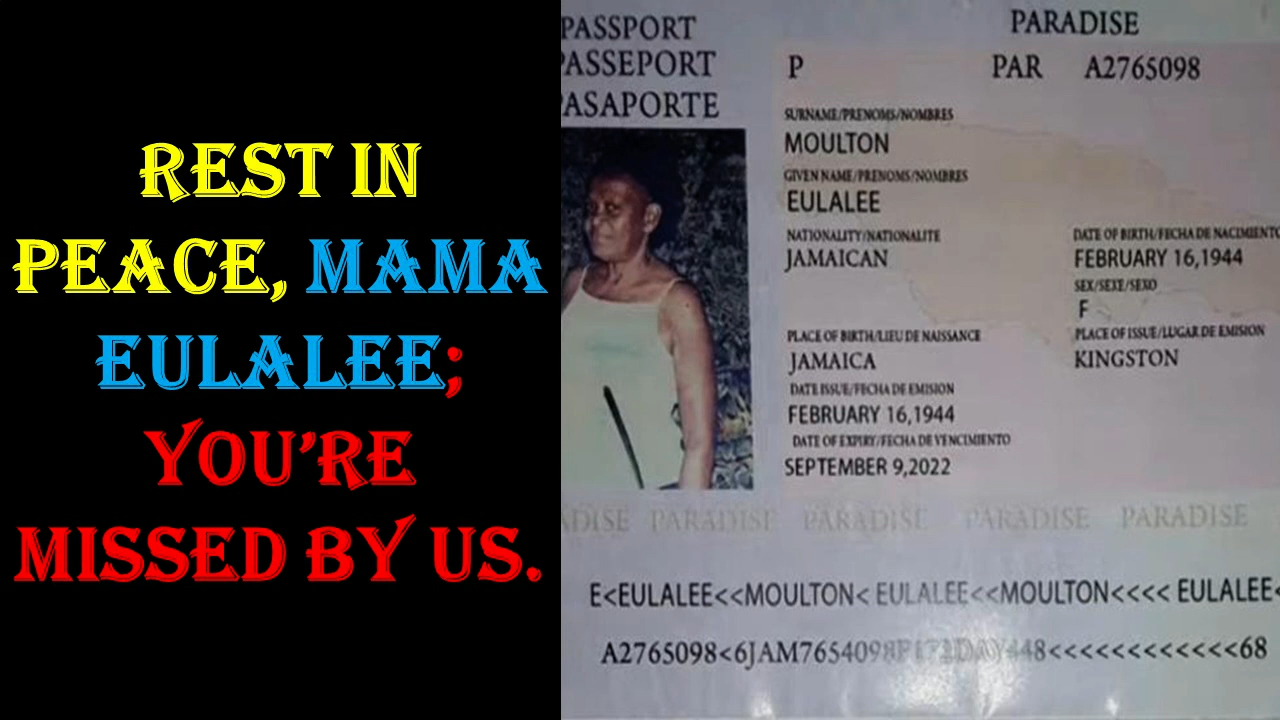 REST IN
PEACE, MAMA
EULALEE;
YOU'RE
MISSED BY US.
PASSPORT PARADISE
PASSEPORT P PAR A2765098
PASAPORTE
SURNAME/PRENOMS/NOMBRES
MOULTON
GIVEN NAME/PRENOMS/NOMBRES
EULALEE
NATIONALITY/NATIONALITE DATE OF BIRTH/FECHA DE NACIMIENTO
JAMAICAN FEBRUARY 16,1944
SEX/SEXE/SEXO
F
PLACE OF BIRTH/LIEU DE NAISSANCE PLACE OF ISSUE/LUGAR DE EMISION
JAMAICA KINGSTON
DATE ISSUE/FECHA DE EMISION
FEBRUARY 16,1944
DATE OF EXPIRY/FECHA DE VENCIMIENTO
SEPTEMBER 9,2022
ADISE PARADISE PARADISE PARADISE PARADISE
E<EULALEE<<MOULTON< EULALEE<<MOULTON<<<< EULALEE<